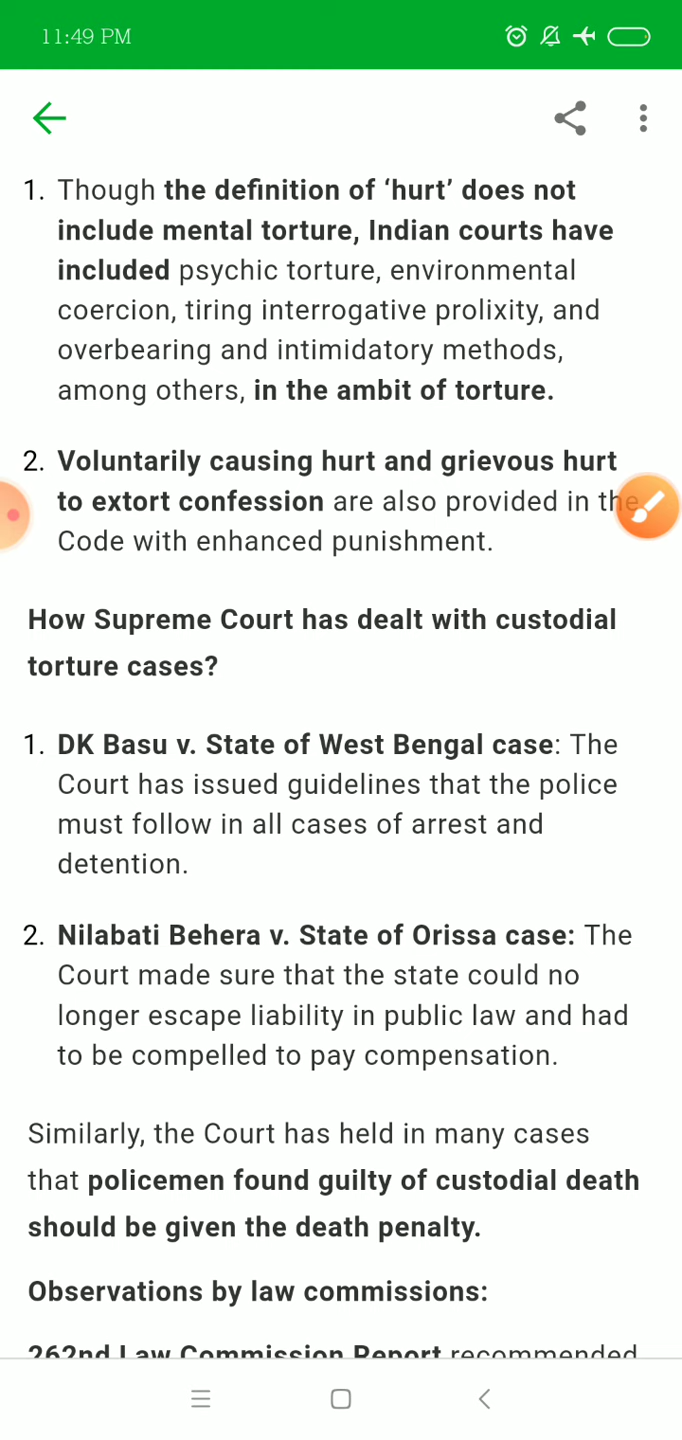 11:49 PM
1. Though the definition of ‘hurt’ does not
include mental torture, Indian courts have
included psychic torture, environmental
coercion, tiring interrogative prolixity, and
overbearing and intimidatory methods,
among others, in the ambit of torture.
2. Voluntarily causing hurt and grievous hurt
to extort confession are also provided in the
Code with enhanced punishment.
How Supreme Court has dealt with custodial
torture cases?
1. DK Basu v. State of West Bengal case: The
Court has issued guidelines that the police
must follow in all cases of arrest and
detention.
2. Nilabati Behera v. State of Orissa case: The
Court made sure that the state could no
longer escape liability in public law and had
to be compelled to pay compensation.
Similarly, the Court has held in many cases
that policemen found guilty of custodial death
should be given the death penalty.
Observations by law commissions:
262nd Law Commission Report recommended